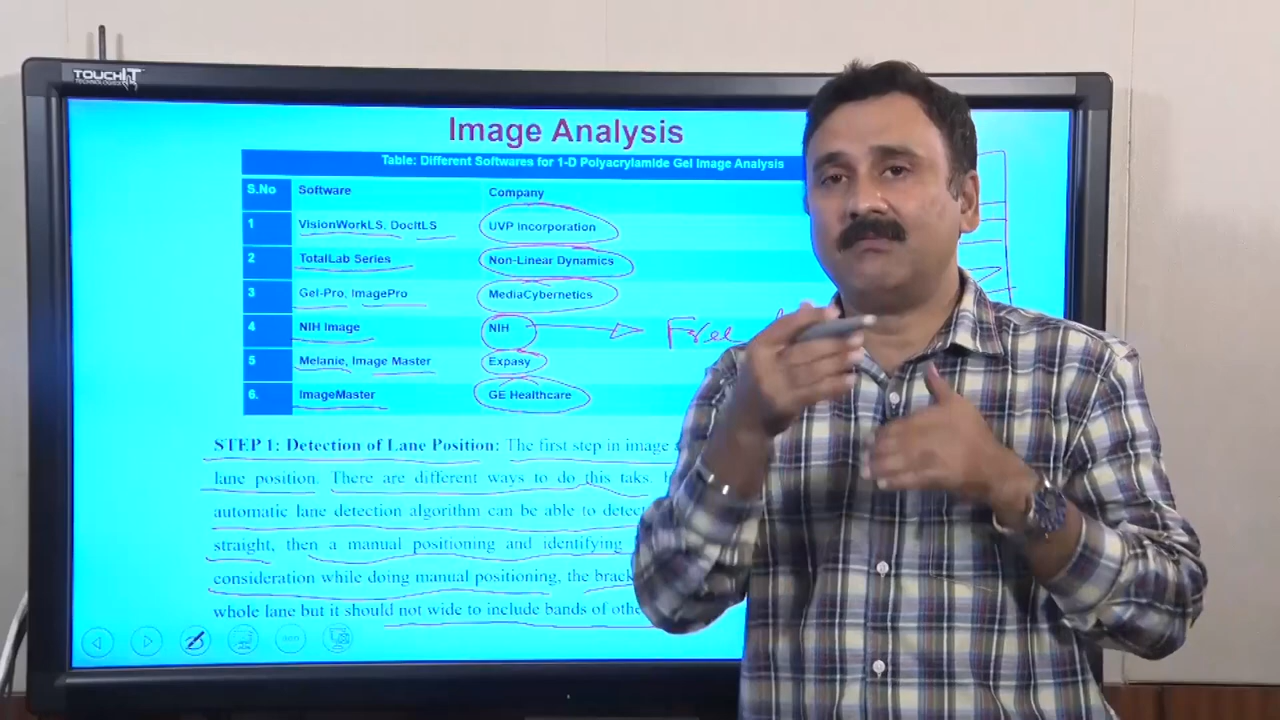 TOUCHIT
TECHNOLOGIES
Image Analysis
Table: Different Softwares for 1-D Polyacrylamide Gel Image Analysis
S.No Software Company
1 VisionWorkLS. DocItLS UVP Incorporation
2 TotalLab Series Non-Linear Dynamics
3 Gel-Pro, ImagePro MediaCybernetics
4 NIH Image NIH Free
5 Melanie, Image Master Expasy
6. ImageMaster GE Healthcare
STEP 1: Detection of Lane Position: The first step in image
lane position. There are different ways to do this taks.
automatic lane detection algorithm can be able to detect
straight, then a manual positioning and identifying
consideration while doing manual positioning, the brack
whole lane but it should not wide to include bands of othe